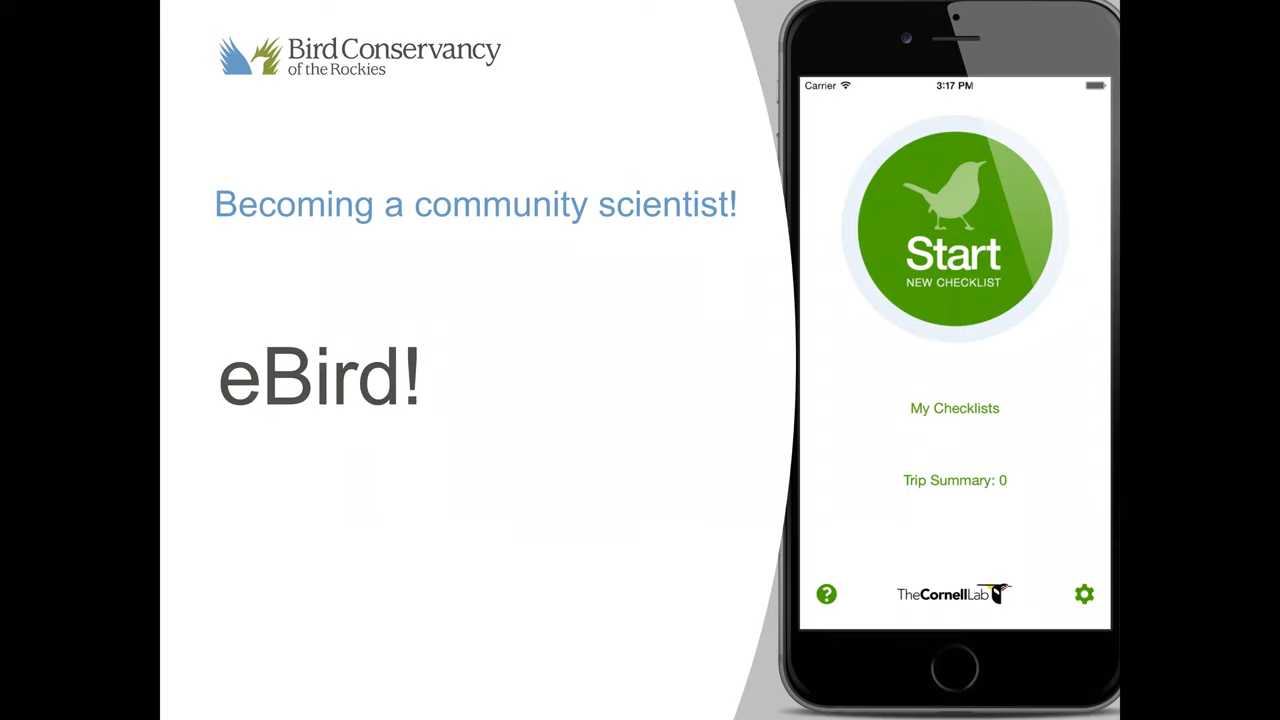 Bird Conservancy
of the Rockies
Becoming a community scientist!
eBird!
Carrier 3:17 PM
Start
NEW CHECKLIST
My Checklists
Trip Summary: 0
?
TheCornellLab